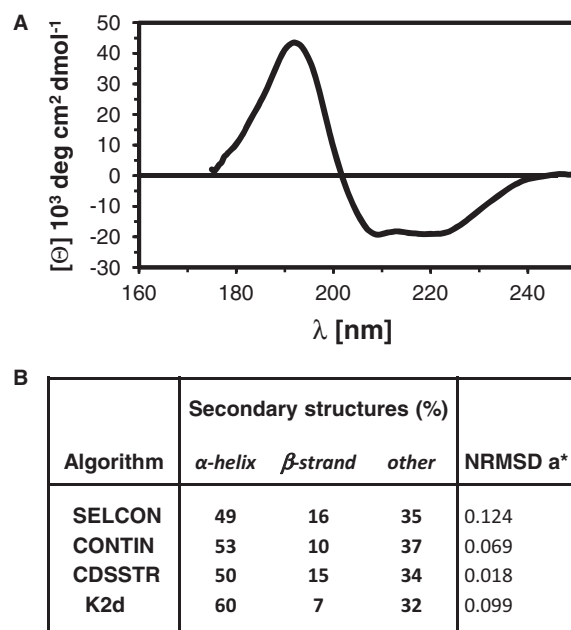 A
[Θ] 10³ deg cm² dmol⁻¹
50
40
30
20
10
0
-10
-20
-30
160 180 200 220 240
λ [nm]
B
Secondary structures (%)
Algorithm α-helix β-strand other NRMSD a*
SELCON 49 16 35 0.124
CONTIN 53 10 37 0.069
CDSSTR 50 15 34 0.018
K2d 60 7 32 0.099